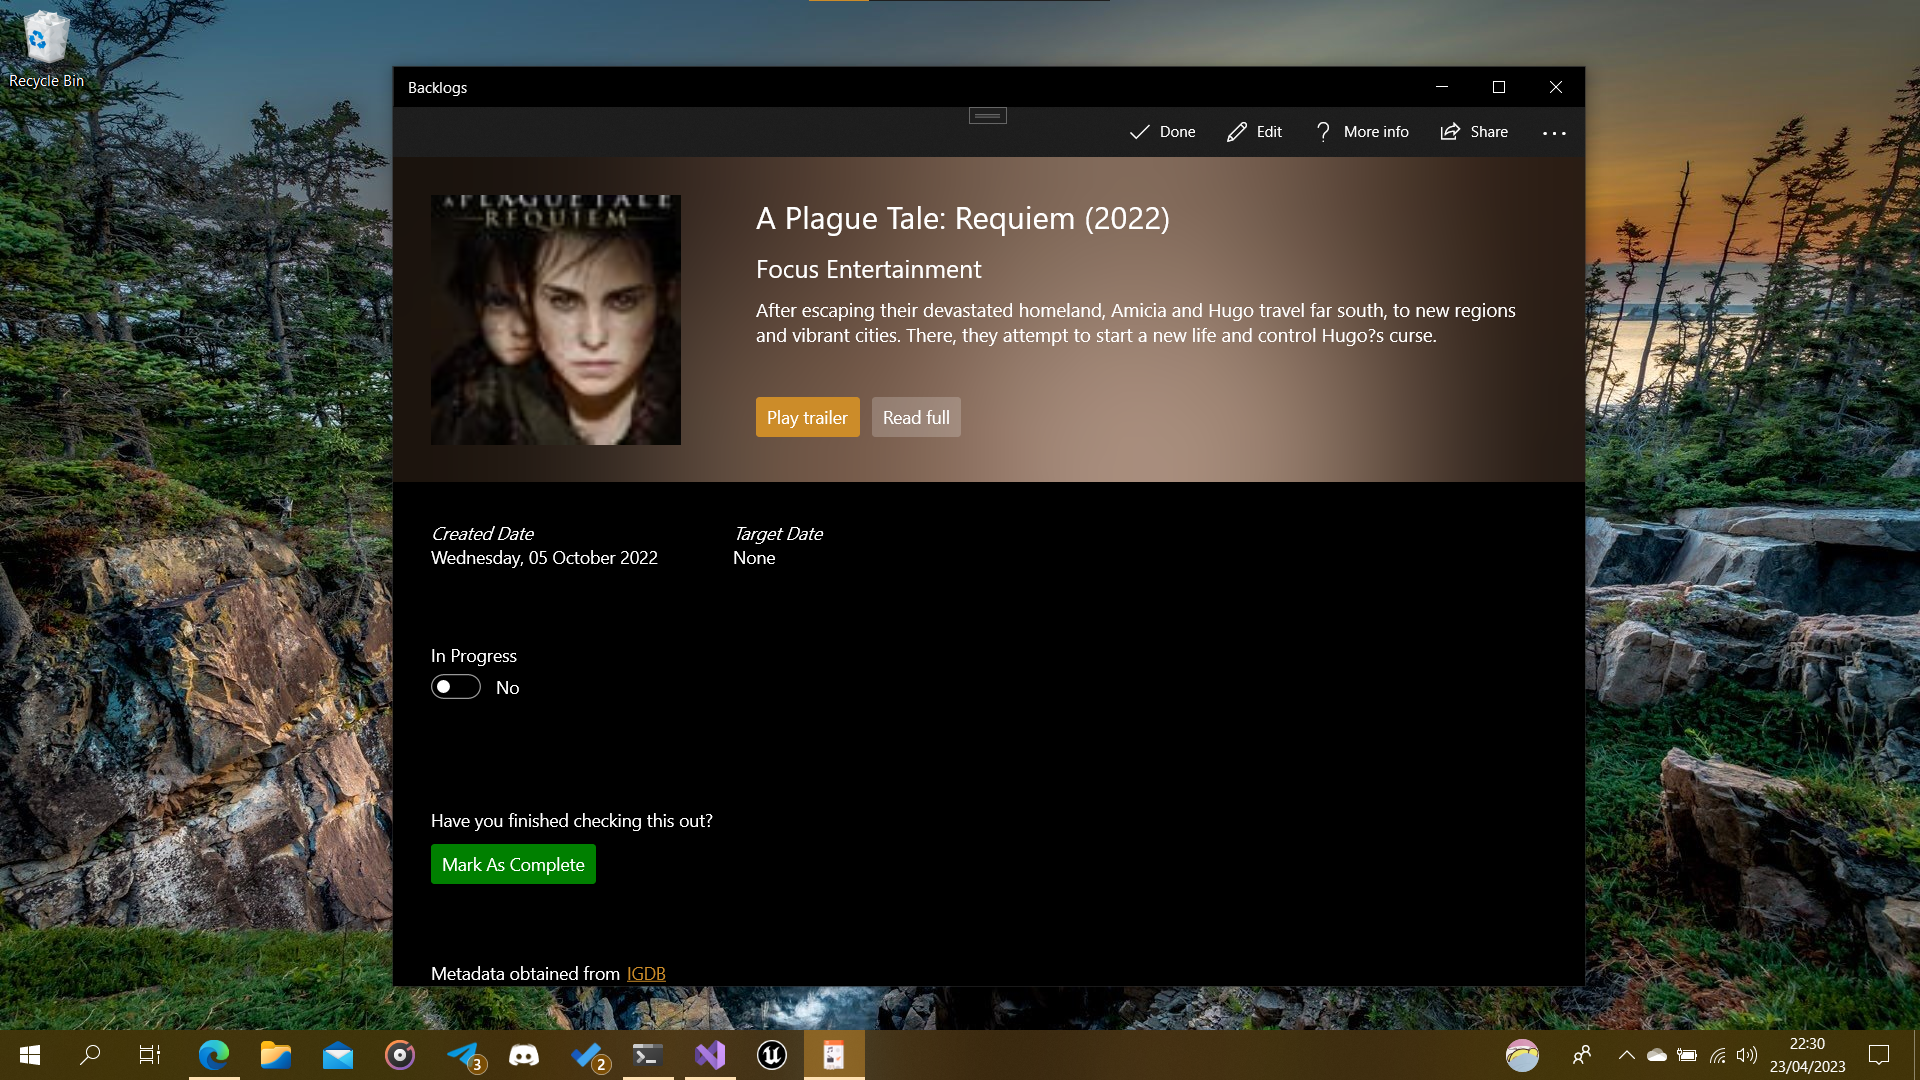 Recycle Bin
Backlogs
Done
Edit
More info
Share
A PLAGUE TALE
REQUIEM
A Plague Tale: Requiem (2022)
Focus Entertainment
After escaping their devastated homeland, Amicia and Hugo travel far south, to new regions
and vibrant cities. There, they attempt to start a new life and control Hugo?s curse.
Play trailer
Read full
Created Date
Wednesday, 05 October 2022
Target Date
None
In Progress
No
Have you finished checking this out?
Mark As Complete
Metadata obtained from IGDB
3
2
22:30
23/04/2023